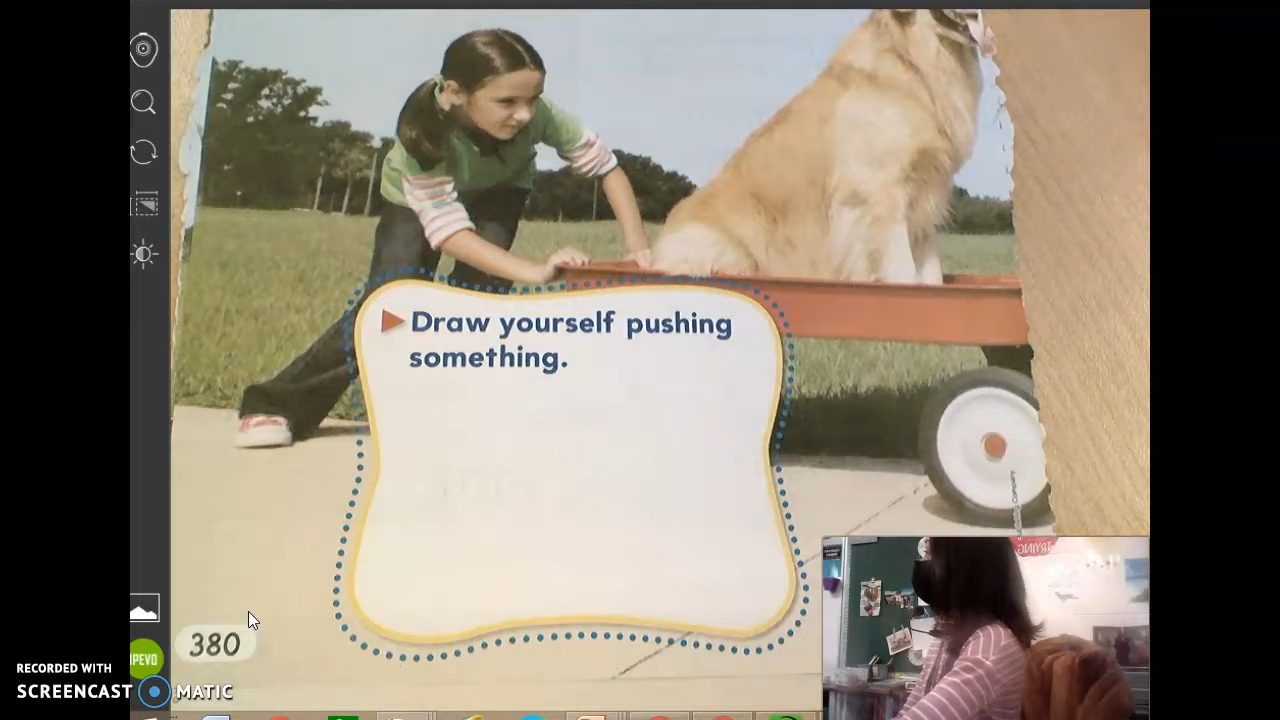 Draw yourself pushing
something.
380
RECORDED WITH
SCREENCAST MATIC